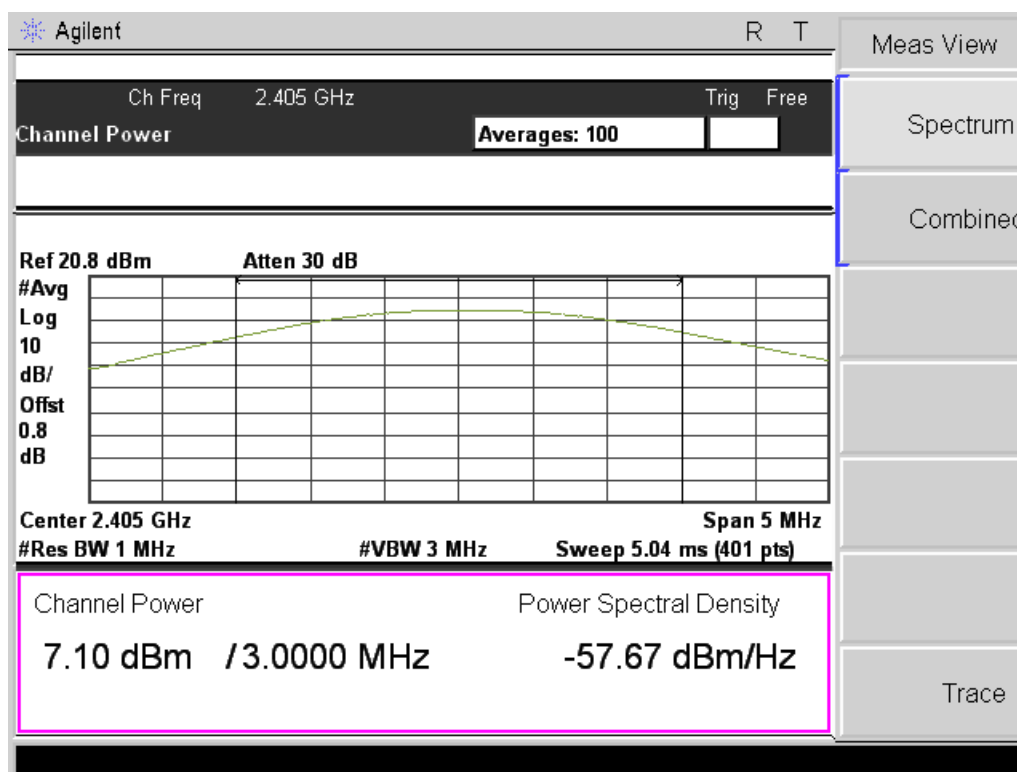 Agilent R T
Meas View
Ch Freq 2.405 GHz Trig Free
Channel Power Averages: 100
Spectrum
Combined
Ref 20.8 dBm Atten 30 dB
#Avg
Log
10
dB/
Offst
0.8
dB
Center 2.405 GHz Span 5 MHz
#Res BW 1 MHz #VBW 3 MHz Sweep 5.04 ms (401 pts)
Channel Power Power Spectral Density
7.10 dBm /3.0000 MHz -57.67 dBm/Hz
Trace